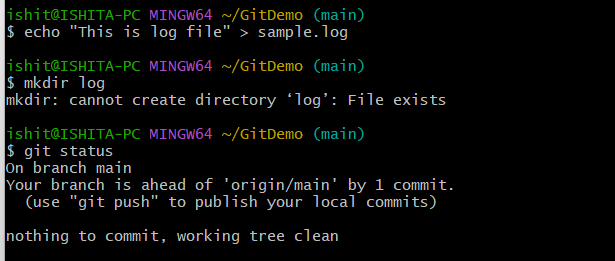 ishit@ISHITA-PC MINGW64 ~/GitDemo (main)
$ echo "This is log file" > sample.log
ishit@ISHITA-PC MINGW64 ~/GitDemo (main)
$ mkdir log
mkdir: cannot create directory ‘log’: File exists
ishit@ISHITA-PC MINGW64 ~/GitDemo (main)
$ git status
On branch main
Your branch is ahead of 'origin/main' by 1 commit.
  (use "git push" to publish your local commits)
nothing to commit, working tree clean